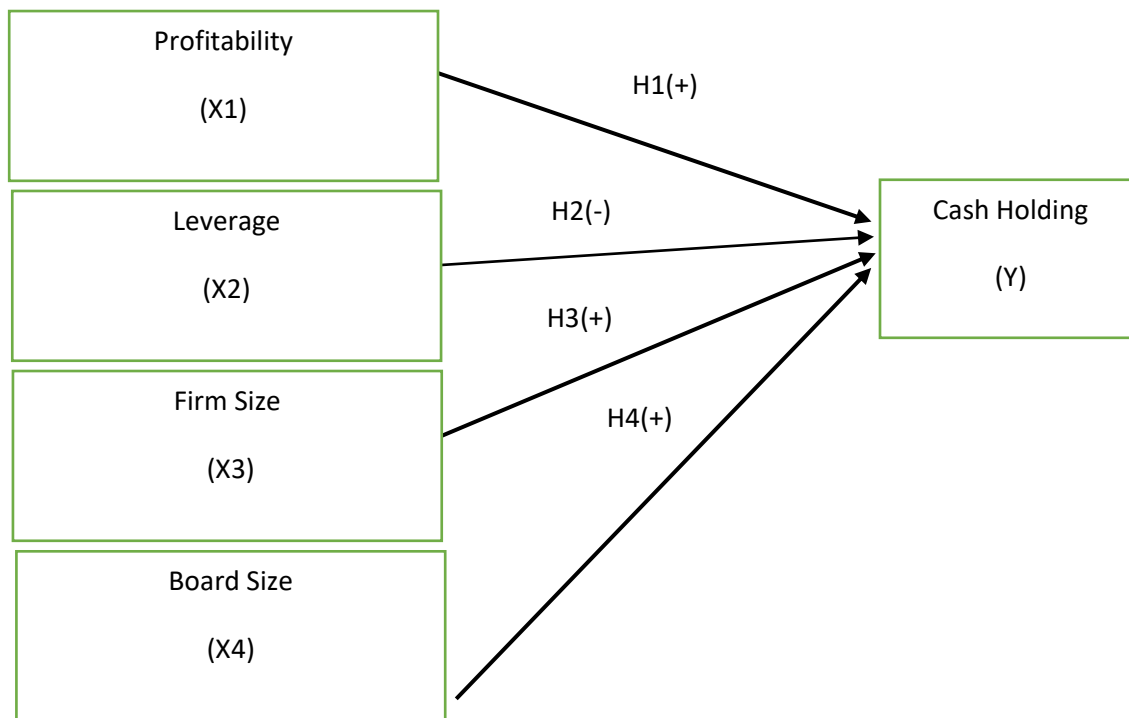 Profitability
(X1)
H1(+)
Leverage
(X2)
H2(-)
Cash Holding
(Y)
H3(+)
Firm Size
(X3)
H4(+)
Board Size
(X4)